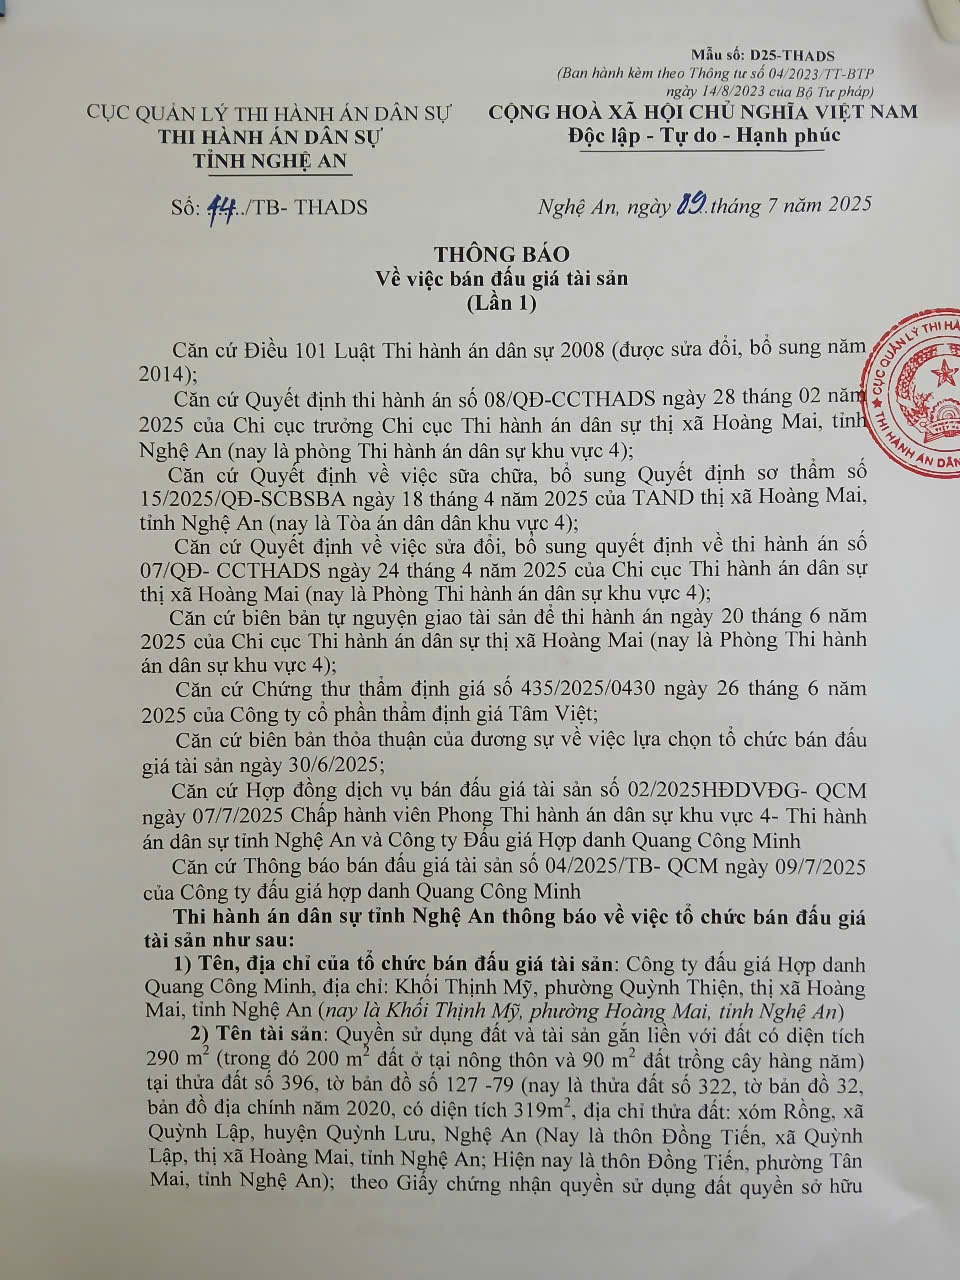 Mẫu số: D25-THADS
(Ban hành kèm theo Thông tư số 04/2023/TT-BTP
ngày 14/8/2023 của Bộ Tư pháp)
CỤC QUẢN LÝ THI HÀNH ÁN DÂN SỰ
THI HÀNH ÁN DÂN SỰ
TỈNH NGHỆ AN
CỘNG HOÀ XÃ HỘI CHỦ NGHĨA VIỆT NAM
Độc lập - Tự do - Hạnh phúc
Số: 44../TB- THADS
Nghệ An, ngày 09.tháng 7 năm 2025
THÔNG BÁO
Về việc bán đấu giá tài sản
(Lần 1)
Căn cứ Điều 101 Luật Thi hành án dân sự 2008 (được sửa đổi, bổ sung năm
2014);
Căn cứ Quyết định thi hành án số 08/QĐ-CCTHADS ngày 28 tháng 02 năm
2025 của Chi cục trưởng Chi cục Thi hành án dân sự thị xã Hoàng Mai, tỉnh
Nghệ An (nay là phòng Thi hành án dân sự khu vực 4);
Căn cứ Quyết định về việc sữa chữa, bổ sung Quyết định sơ thẩm số
15/2025/QĐ-SCBSBA ngày 18 tháng 4 năm 2025 của TAND thị xã Hoàng Mai,
tỉnh Nghệ An (nay là Tòa án dân dân khu vực 4);
Căn cứ Quyết định về việc sửa đổi, bổ sung quyết định về thi hành án số
07/QĐ- CCTHADS ngày 24 tháng 4 năm 2025 của Chi cục Thi hành án dân sự
thị xã Hoàng Mai (nay là Phòng Thi hành án dân sự khu vực 4);
Căn cứ biên bản tự nguyện giao tài sản để thi hành án ngày 20 tháng 6 năm
2025 của Chi cục Thi hành án dân sự thị xã Hoàng Mai (nay là Phòng Thi hành
án dân sự khu vực 4);
Căn cứ Chứng thư thẩm định giá số 435/2025/0430 ngày 26 tháng 6 năm
2025 của Công ty cổ phần thẩm định giá Tâm Việt;
Căn cứ biên bản thỏa thuận của đương sự về việc lựa chọn tổ chức bán đấu
giá tài sản ngày 30/6/2025;
Căn cứ Hợp đồng dịch vụ bán đấu giá tài sản số 02/2025HĐDVĐG- QCM
ngày 07/7/2025 Chấp hành viên Phong Thi hành án dân sự khu vực 4- Thi hành
án dân sự tỉnh Nghệ An và Công ty Đấu giá Hợp danh Quang Công Minh
Căn cứ Thông báo bán đấu giá tài sản số 04/2025/TB- QCM ngày 09/7/2025
của Công ty đấu giá hợp danh Quang Công Minh
Thi hành án dân sự tỉnh Nghệ An thông báo về việc tổ chức bán đấu giá
tài sản như sau:
1) Tên, địa chỉ của tổ chức bán đấu giá tài sản: Công ty đấu giá Hợp danh
Quang Công Minh, địa chỉ: Khối Thịnh Mỹ, phường Quỳnh Thiện, thị xã Hoàng
Mai, tỉnh Nghệ An (nay là Khối Thịnh Mỹ, phường Hoàng Mai, tỉnh Nghệ An)
2) Tên tài sản: Quyền sử dụng đất và tài sản gắn liền với đất có diện tích
290 m² (trong đó 200 m² đất ở tại nông thôn và 90 m² đất trồng cây hàng năm)
tại thửa đất số 396, tờ bản đồ số 127 -79 (nay là thửa đất số 322, tờ bản đồ 32,
bản đồ địa chính năm 2020, có diện tích 319m², địa chỉ thửa đất: xóm Rồng, xã
Quỳnh Lập, huyện Quỳnh Lưu, Nghệ An (Nay là thôn Đồng Tiến, xã Quỳnh
Lập, thị xã Hoàng Mai, tỉnh Nghệ An; Hiện nay là thôn Đồng Tiến, phường Tân
Mai, tỉnh Nghệ An); theo Giấy chứng nhận quyền sử dụng đất quyền sở hữu
CỤC QUẢN LÝ THI HÀ
THI HÀNH ÁN DÂN